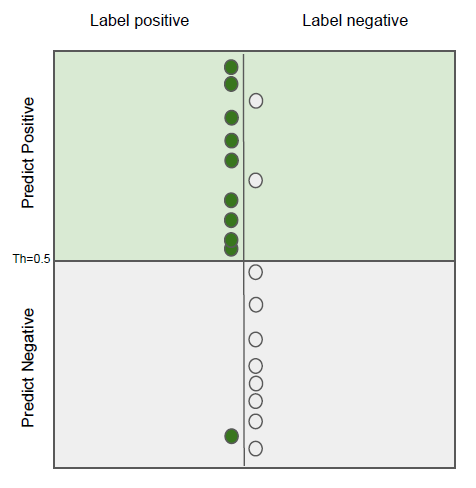 Label positive
Label negative
Predict Positive
Th=0.5
Predict Negative